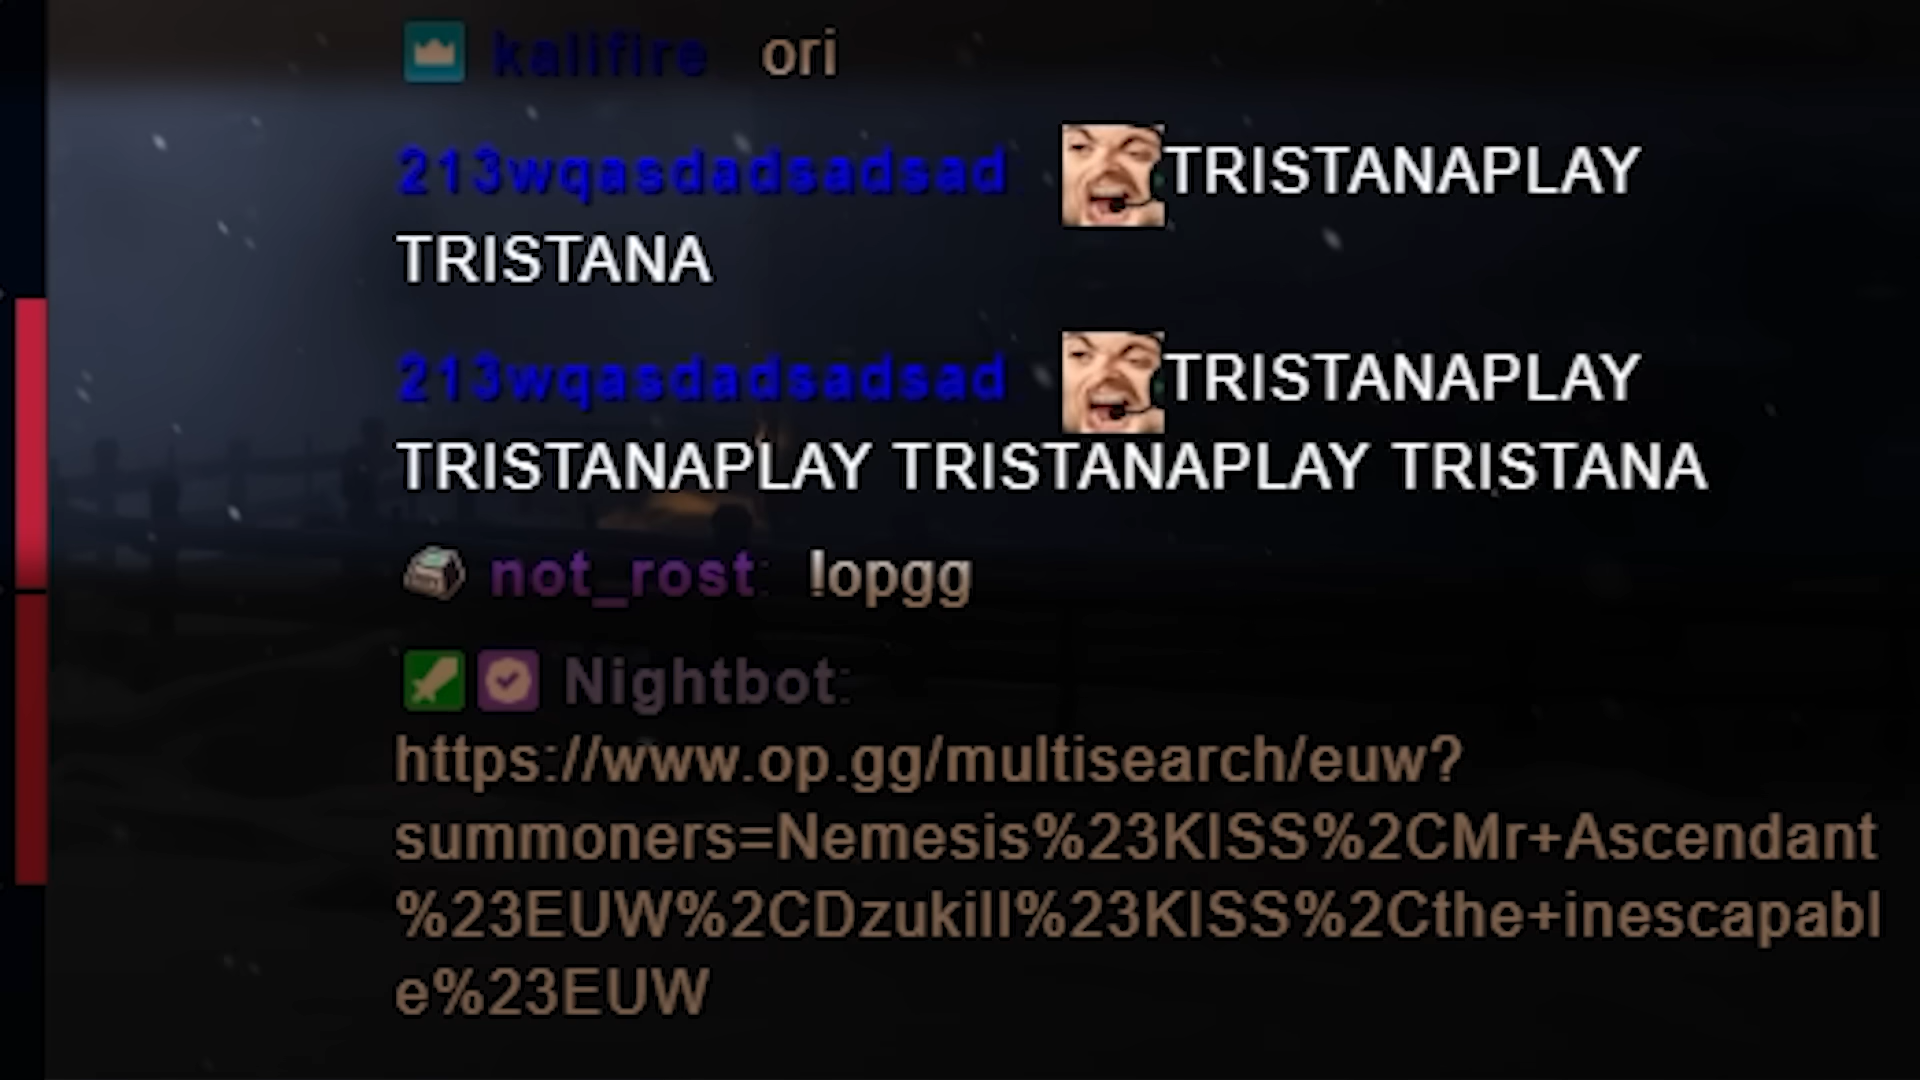 kalifire ori
213wqasdadsadsad TRISTANAPLAY
TRISTANA
213wqasdadsadsad TRISTANAPLAY
TRISTANAPLAY TRISTANAPLAY TRISTANA
not_rost: !opgg
Nightbot:
https://www.op.gg/multisearch/euw?
summoners=Nemesis%23KISS%2CMr+Ascendant
%23EUW%2CDzukill%23KISS%2Cthe+inescapabl
e%23EUW